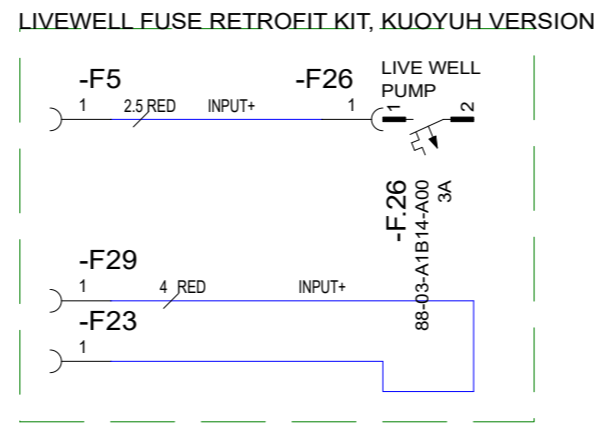 LIVEWELL FUSE RETROFIT KIT, KUOYUH VERSION
-F5
-F26
LIVE WELL
PUMP
1
2.5 RED
INPUT+
1
1
2
-F.26
88-03-A1B14-A00
3A
-F29
1
4 RED
INPUT+
-F23
1